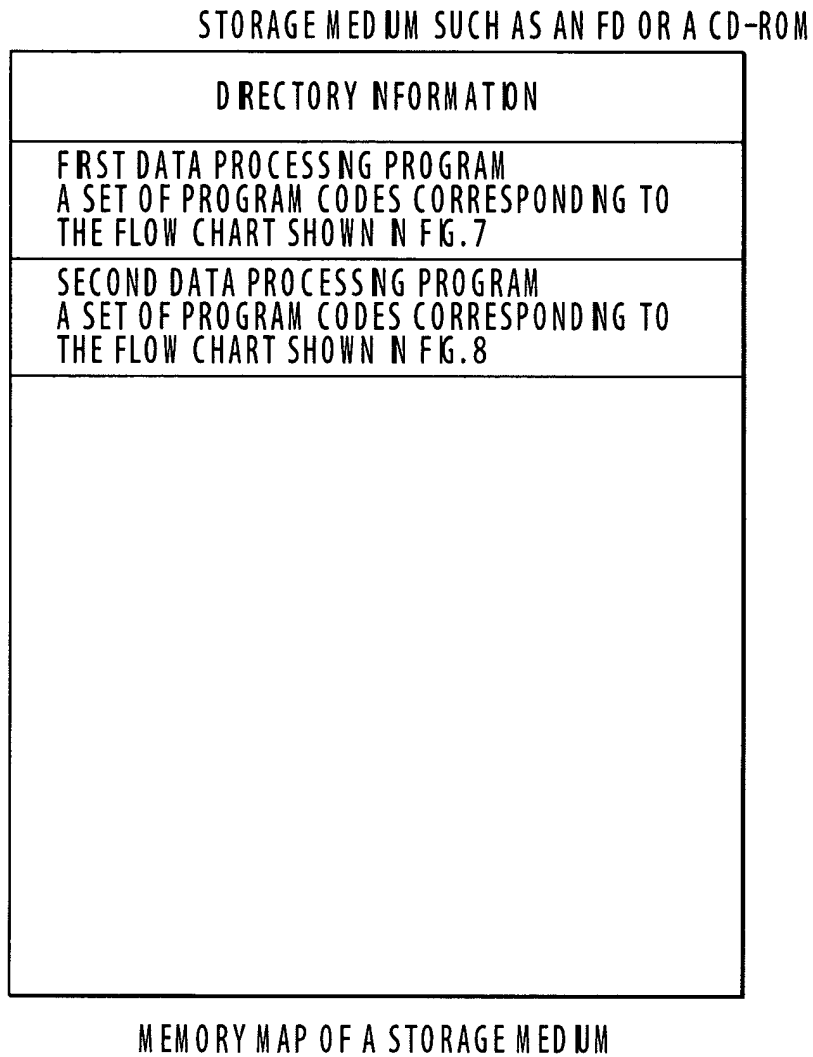 STORAGE MEDIUM SUCH AS AN FD OR A CD-ROM
DIRECTORY INFORMATION
FIRST DATA PROCESSING PROGRAM
A SET OF PROGRAM CODES CORRESPONDING TO
THE FLOW CHART SHOWN IN FIG.7
SECOND DATA PROCESSING PROGRAM
A SET OF PROGRAM CODES CORRESPONDING TO
THE FLOW CHART SHOWN IN FIG.8
MEMORY MAP OF A STORAGE MEDIUM